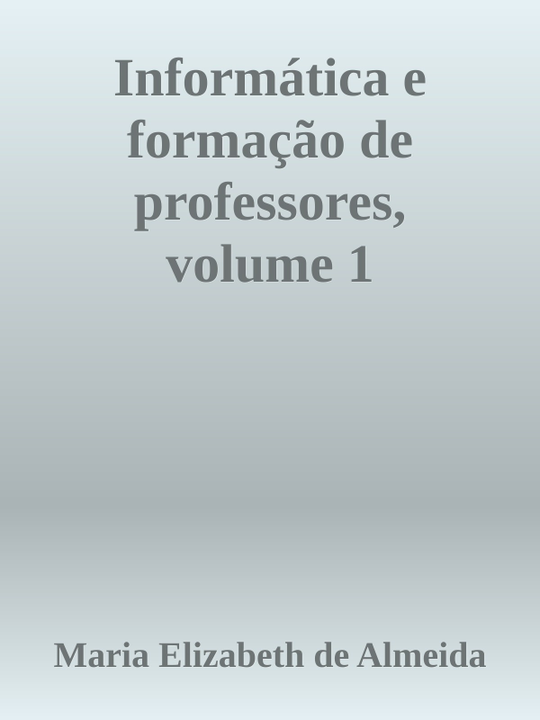 Informática e
formação de
professores,
volume 1
Maria Elizabeth de Almeida